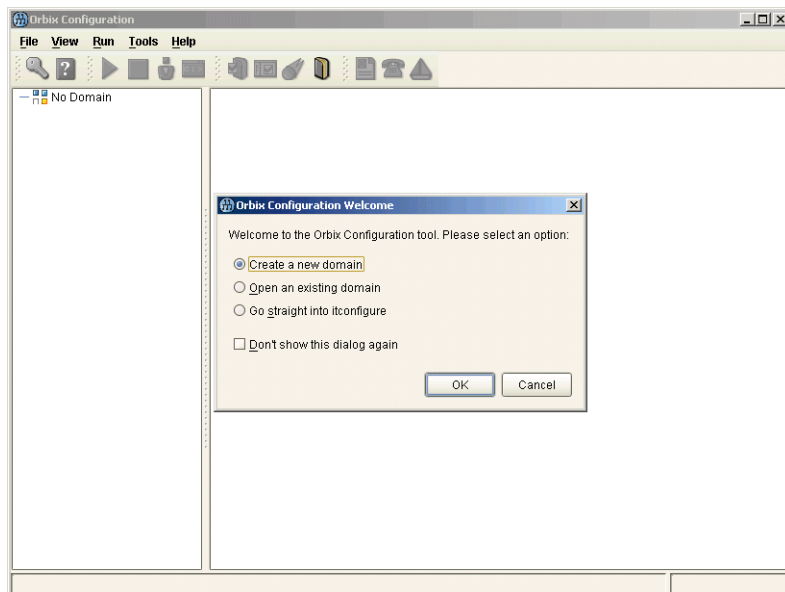 Orbix Configuration
File View Run Tools Help
No Domain
Orbix Configuration Welcome
Welcome to the Orbix Configuration tool. Please select an option:
Create a new domain
Open an existing domain
Go straight into itconfigure
Don't show this dialog again
OK Cancel